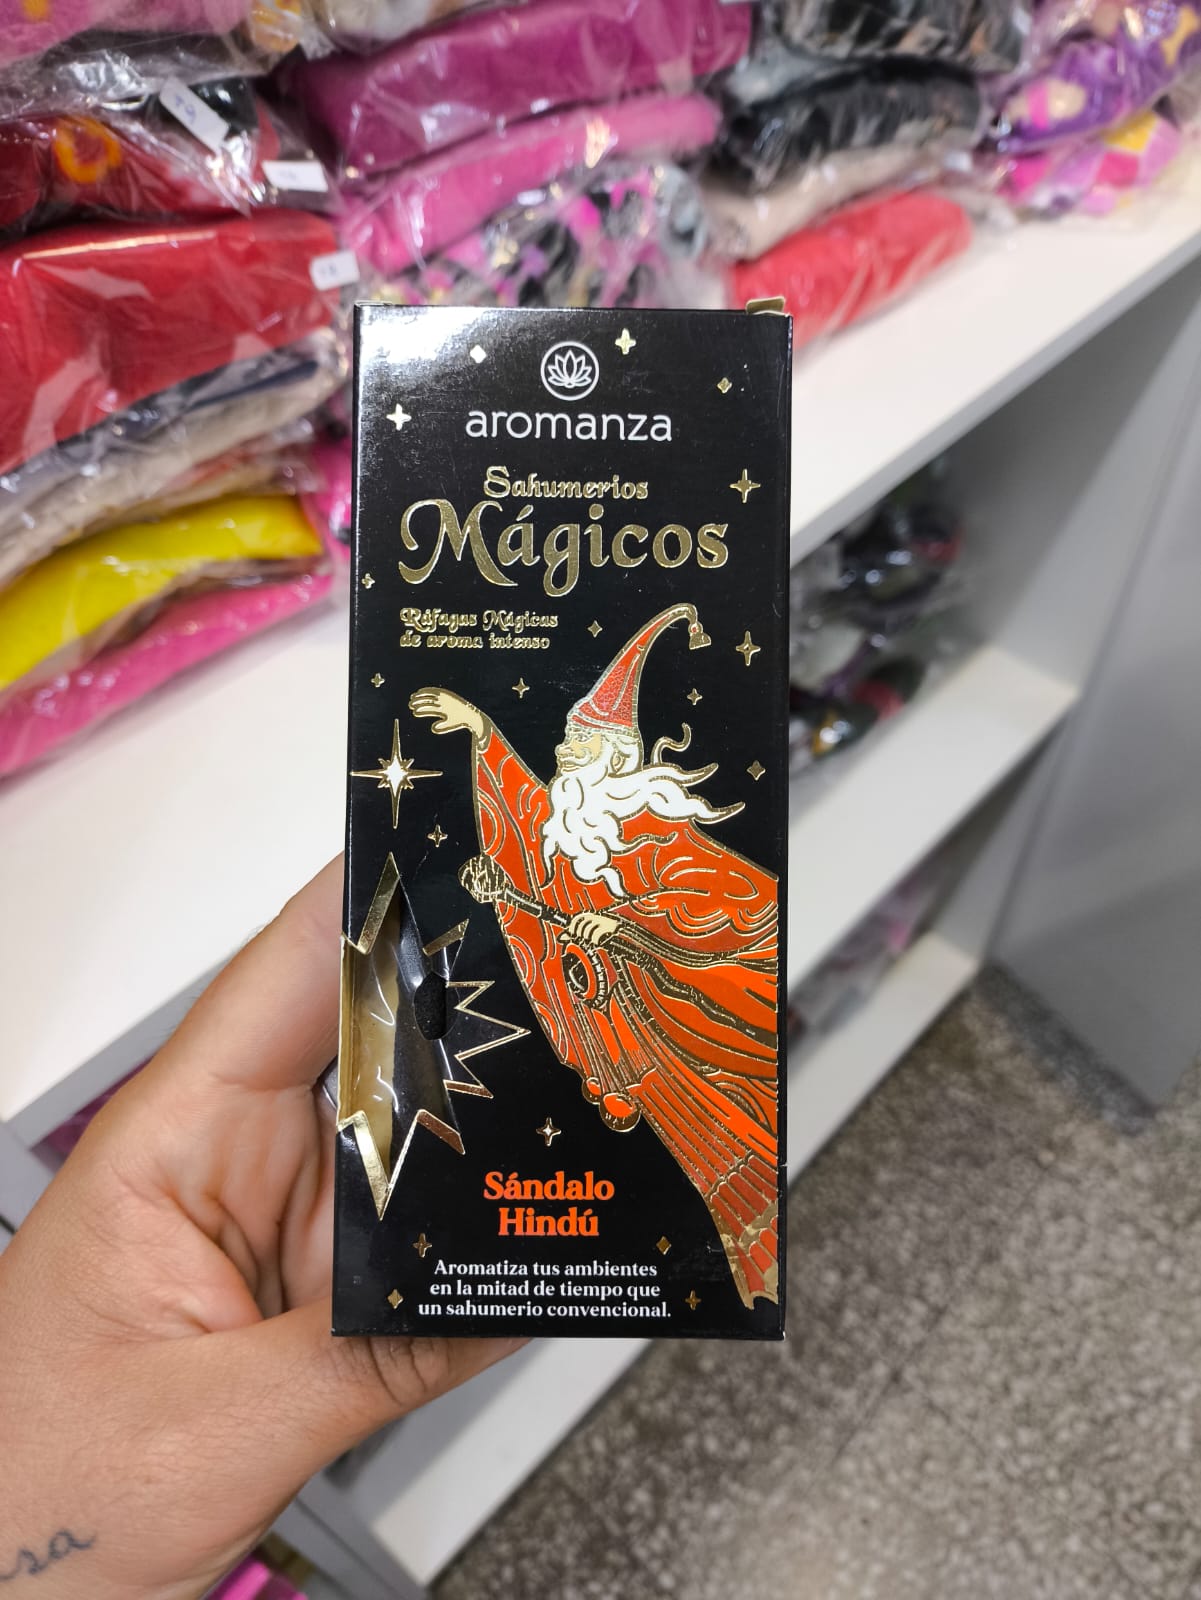 aromanza
Sahumerios
Mágicos
Ráfagas Mágicas
de aroma intenso
Sándalo
Hindú
Aromatiza tus ambientes
en la mitad de tiempo que
un sahumerio convencional.